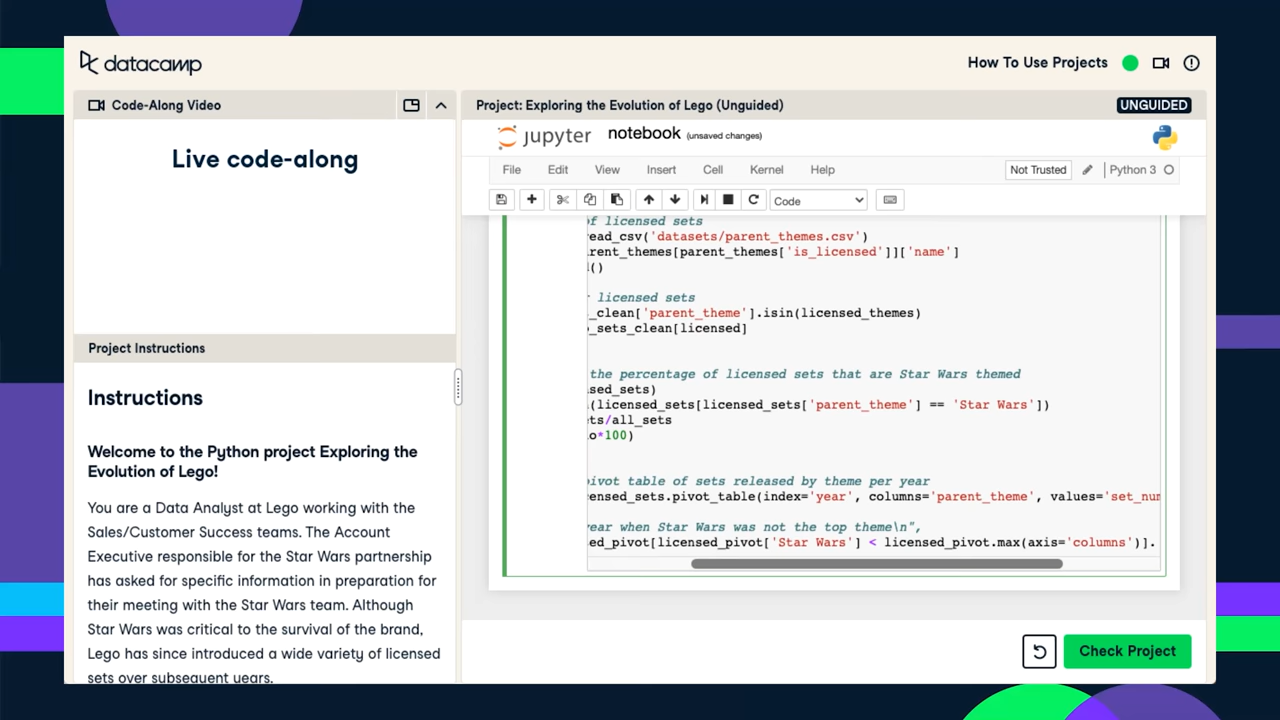 datacamp
How To Use Projects
Code-Along Video
Live code-along
Project Instructions
Instructions
Welcome to the Python project Exploring the
Evolution of Lego!
You are a Data Analyst at Lego working with the
Sales/Customer Success teams. The Account
Executive responsible for the Star Wars partnership
has asked for specific information in preparation for
their meeting with the Star Wars team. Although
Star Wars was critical to the survival of the brand,
Lego has since introduced a wide variety of licensed
sets over subsequent years.
Project: Exploring the Evolution of Lego (Unguided)
UNGUIDED
jupyter notebook (unsaved changes)
File Edit View Insert Cell Kernel Help
Not Trusted
Python 3
Code
of licensed sets
read_csv('datasets/parent_themes.csv')
rent_themes[parent_themes['is_licensed']]['name']
()
licensed sets
_clean['parent_theme'].isin(licensed_themes)
_sets_clean[licensed]
the percentage of licensed sets that are Star Wars themed
sed_sets)
(licensed_sets[licensed_sets['parent_theme'] == 'Star Wars'])
ets/all_sets
o*100)
pivot table of sets released by theme per year
ensed_sets.pivot_table(index='year', columns='parent_theme', values='set_num
year when Star Wars was not the top theme\n",
ed_pivot[licensed_pivot['Star Wars'] < licensed_pivot.max(axis='columns')].
Check Project